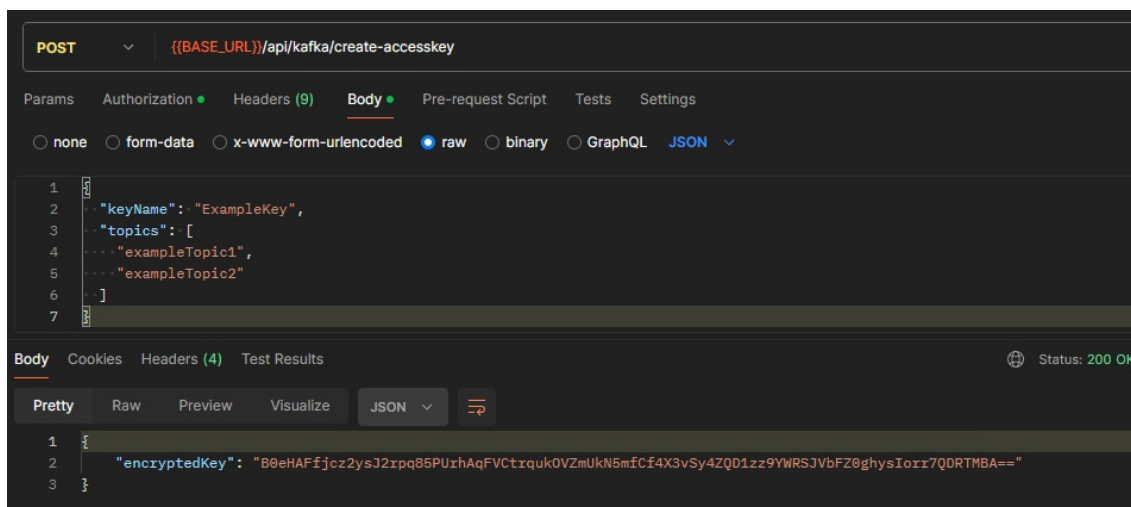 POST {{BASE_URL}}/api/kafka/create-accesskey
Params Authorization Headers (9) Body Pre-request Script Tests Settings
none form-data x-www-form-urlencoded raw binary GraphQL JSON
1 {
2 "keyName": "ExampleKey",
3 "topics": [
4 "exampleTopic1",
5 "exampleTopic2"
6 ]
7 }
Body Cookies Headers (4) Test Results Status: 200 OK
Pretty Raw Preview Visualize JSON
1 {
2 "encryptedKey": "B0eHAFfjcz2ysJ2rpq85PUrhAqFVCtrqukOVZmUkN5mfCf4X3vSy4ZQD1zz9YWRSJVbFZ0ghysIorr7QDRTMBA=="
3 }